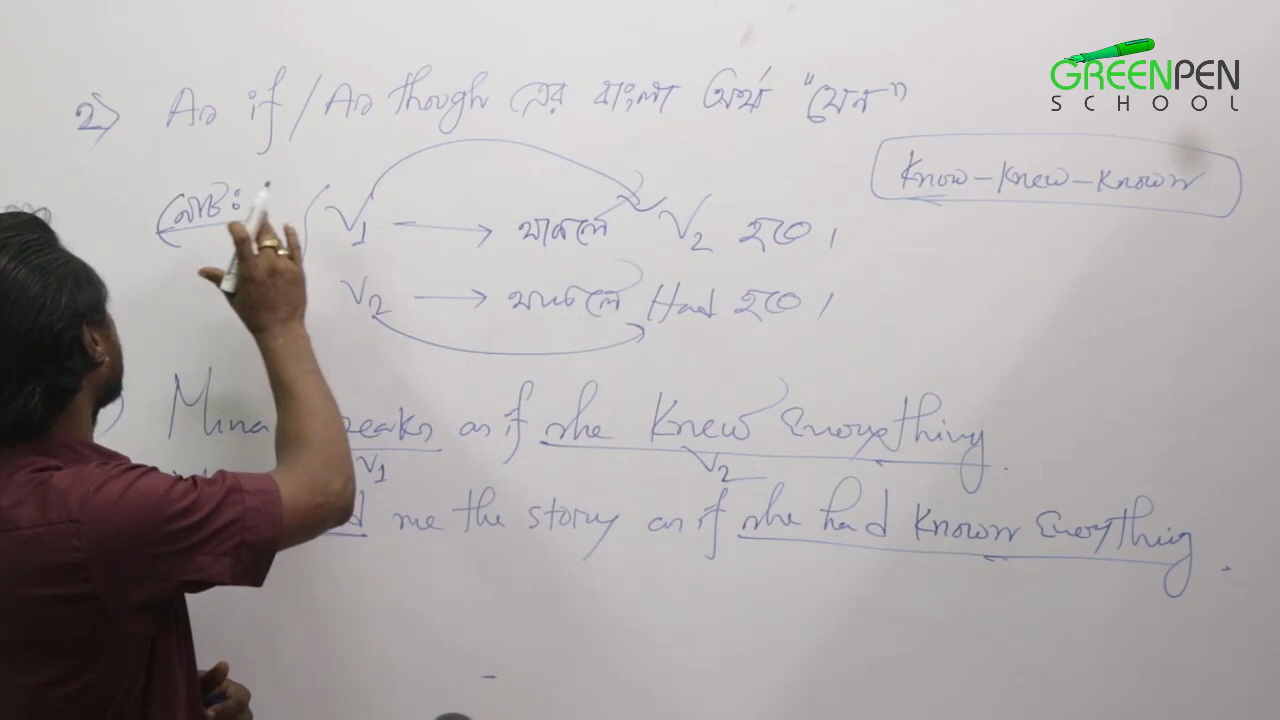 GREENPEN
SCHOOL
2) As if / As though এর বাংলা অর্থ "যেন"
Know – Knew – Known
নোট: V1 → থাকলে V2 হবে।
V2 → থাকলে Had হবে।
Mina speaks as if she knew Everything.
V1 V2
me the story as if she had known Everything.